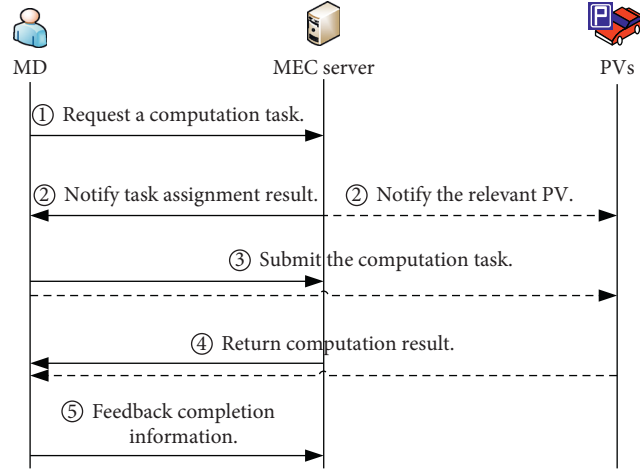 P
MD
MEC server
PVs
① Request a computation task.
② Notify task assignment result.
② Notify the relevant PV.
③ Submit the computation task.
④ Return computation result.
⑤ Feedback completion
information.